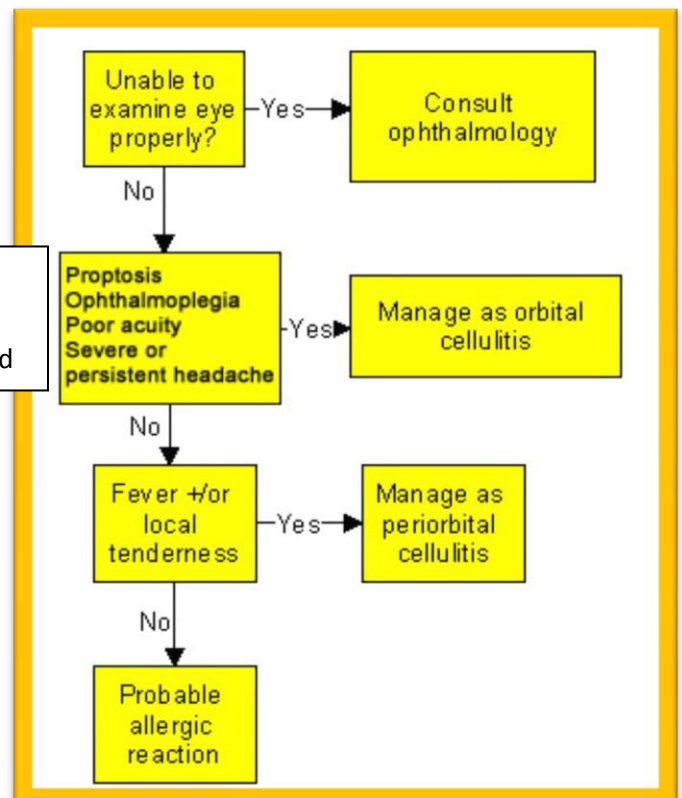 Unable to
examine eye
properly?
Yes
Consult
ophthalmology
No
d
Proptosis
Ophthalmoplegia
Poor acuity
Severe or
persistent headache
Yes
Manage as orbital
cellulitis
No
Fever +/or
local
tenderness
Yes
Manage as
periorbital
cellulitis
No
Probable
allergic
reaction